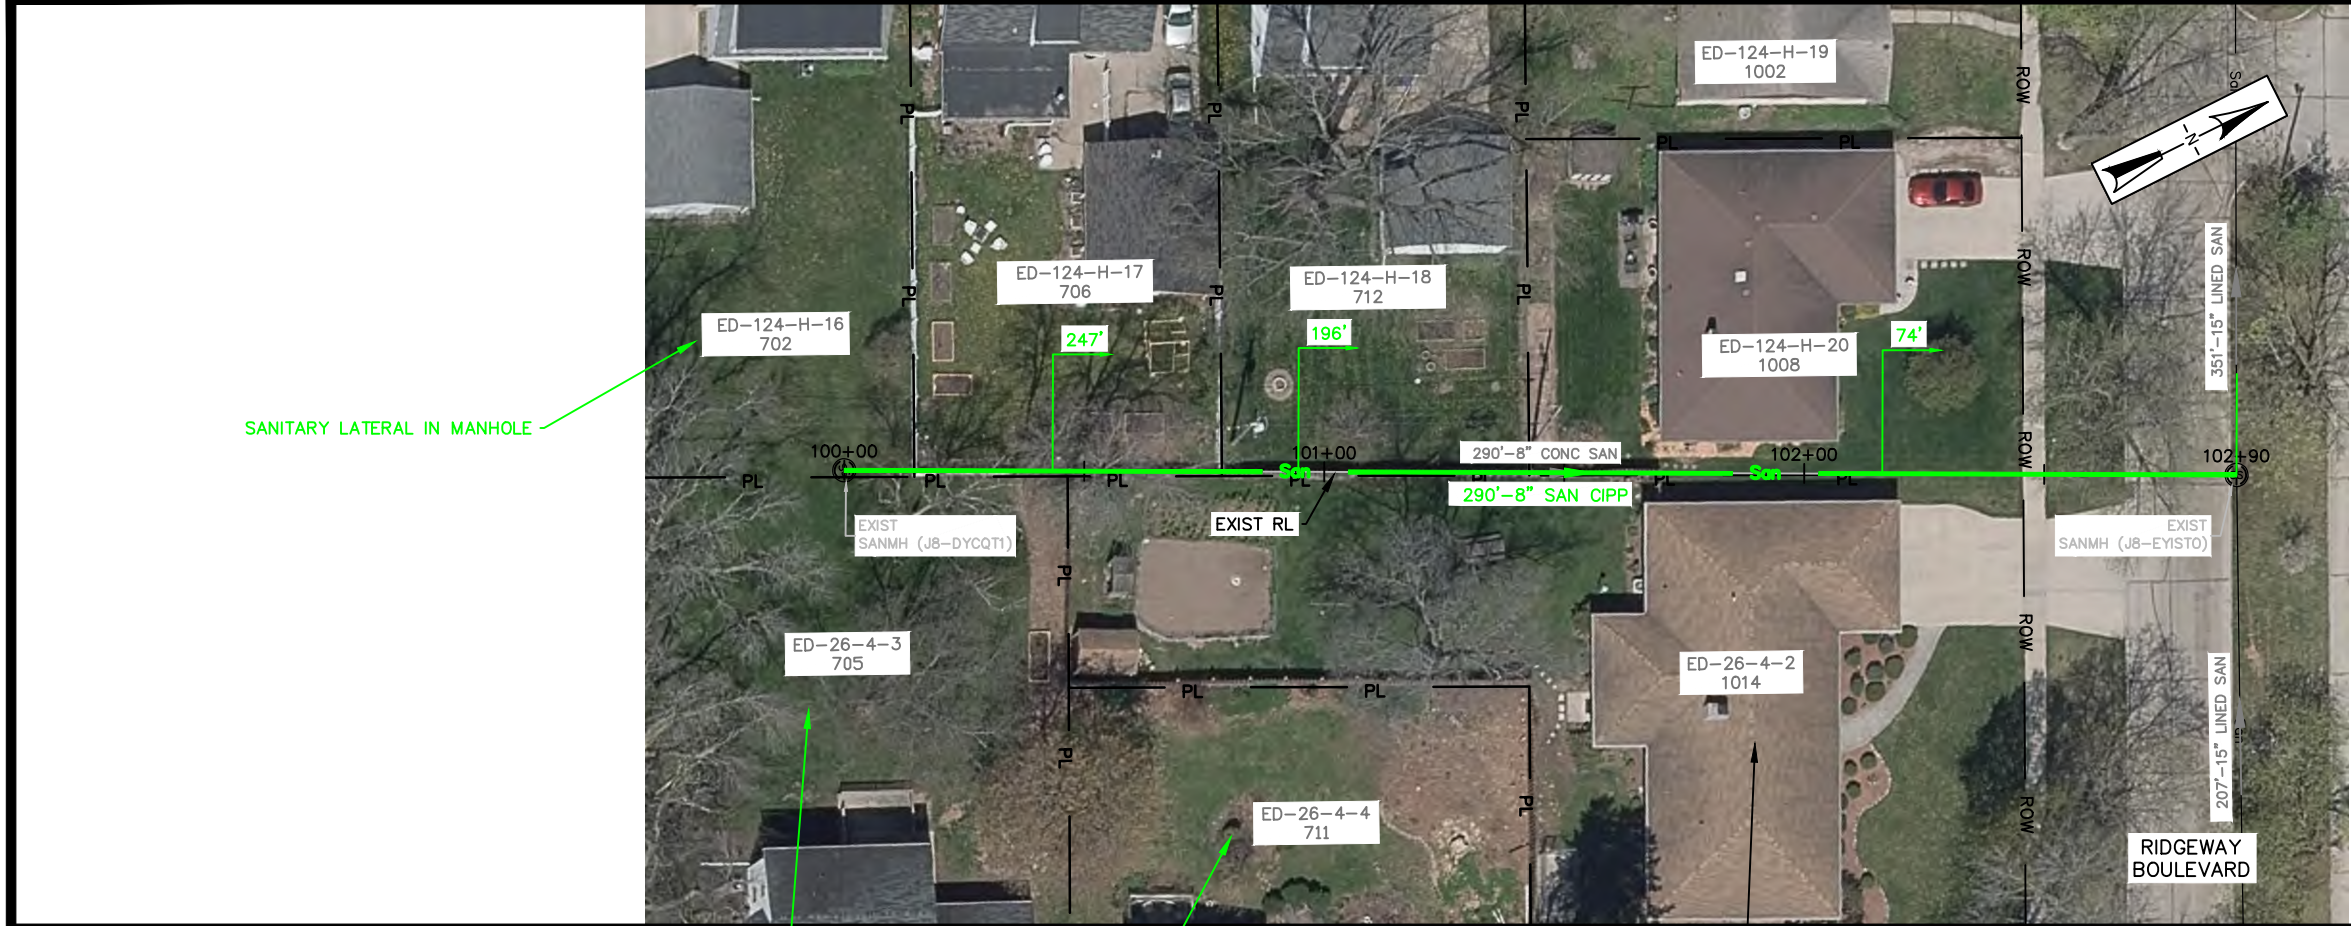 ED-124-H-19
1002
ROW
PL
PL
PL
PL
PL
-N-
ED-124-H-17
706
ED-124-H-18
712
ROW
351'-15" LINED SAN
PL
PL
PL
ED-124-H-16
702
247'
196'
ED-124-H-20
1008
74'
SANITARY LATERAL IN MANHOLE
100+00
101+00
290'-8" CONC SAN
102+00
ROW
102+90
San
San
PL
PL
PL
PL
PL
PL
290'-8" SAN CIPP
EXIST
SANMH (J8-DYCQT1)
EXIST RL
EXIST
SANMH (J8-EYIST0)
PL
ROW
ED-26-4-3
705
ED-26-4-2
1014
PL
PL
207'-15" LINED SAN
PL
PL
ROW
ED-26-4-4
711
RIDGEWAY
BOULEVARD